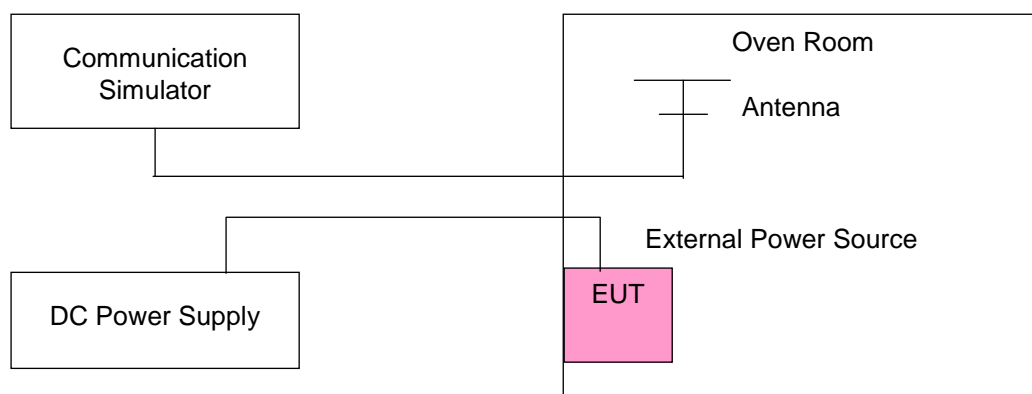 Communication
Simulator
Oven Room
Antenna
External Power Source
DC Power Supply
EUT